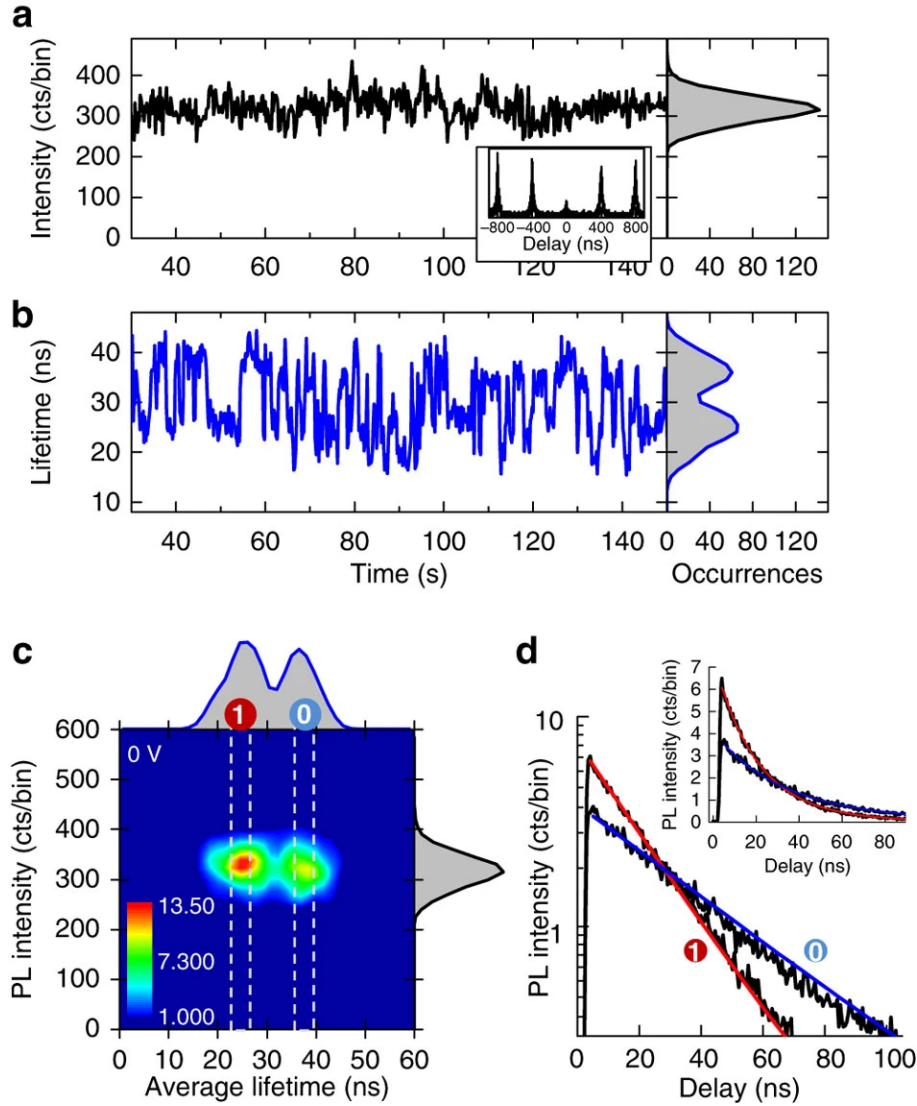 a
Intensity (cts/bin)
400
300
200
100
0
40 60 80 100 120 140
0 40 80 120
−800 −400 0 400 800
Delay (ns)
b
Lifetime (ns)
40
30
20
10
40 60 80 100 120 140
0 40 80 120
Time (s)
Occurrences
c
1 0
PL intensity (cts/bin)
600
500
400
300
200
100
0
0 V
13.50
7.300
1.000
0 10 20 30 40 50 60
Average lifetime (ns)
d
PL intensity (cts/bin)
10
1
1 0
0 20 40 60 80 100
Delay (ns)
PL intensity (cts/bin)
7
6
5
4
3
2
1
0
0 20 40 60 80
Delay (ns)